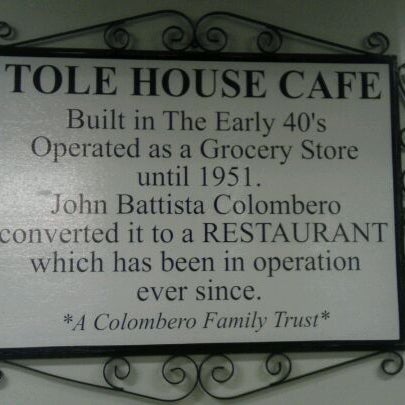 TOLE HOUSE CAFE
Built in The Early 40's
Operated as a Grocery Store
until 1951.
John Battista Colombero
converted it to a RESTAURANT
which has been in operation
ever since.
*A Colombero Family Trust*